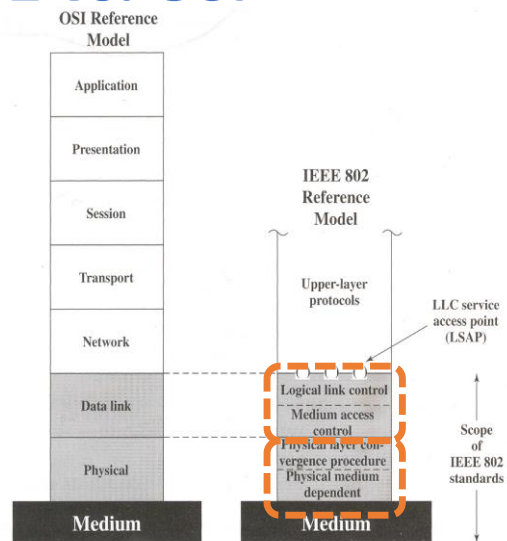 OSI Reference
Model
Application
Presentation
Session
Transport
Network
Data link
Physical
Medium
IEEE 802
Reference
Model
Upper-layer
protocols
LLC service
access point
(LSAP)
Logical link control
Medium access
control
Physical layer con-
vergence procedure
Physical medium
dependent
Medium
Scope
of
IEEE 802
standards